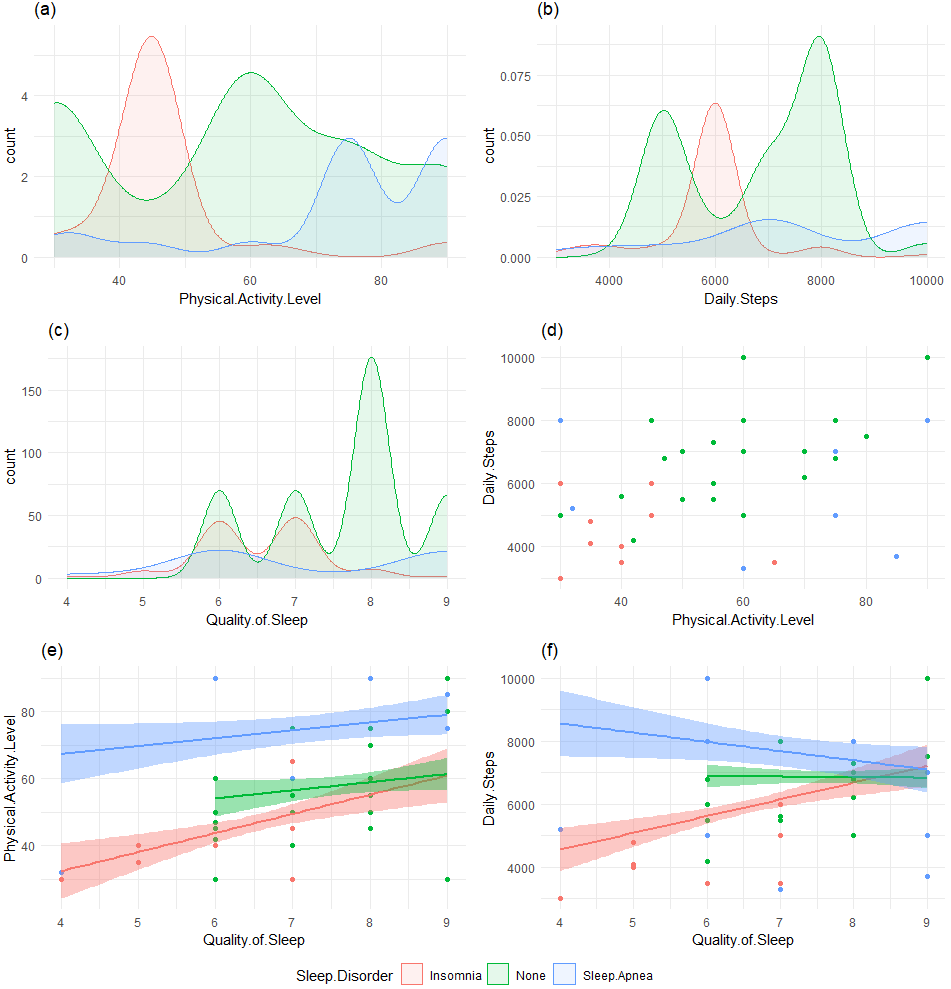 (a)
count
4
2
0
40
60
80
Physical.Activity.Level
(b)
count
0.075
0.050
0.025
0.000
4000
6000
8000
10000
Daily.Steps
(c)
count
150
100
50
0
4
5
6
7
8
9
Quality.of.Sleep
(d)
Daily.Steps
10000
8000
6000
4000
40
60
80
Physical.Activity.Level
(e)
Physical.Activity.Level
80
60
40
4
5
6
7
8
9
Quality.of.Sleep
(f)
Daily.Steps
10000
8000
6000
4000
4
5
6
7
8
9
Quality.of.Sleep
Sleep.Disorder Insomnia None Sleep.Apnea